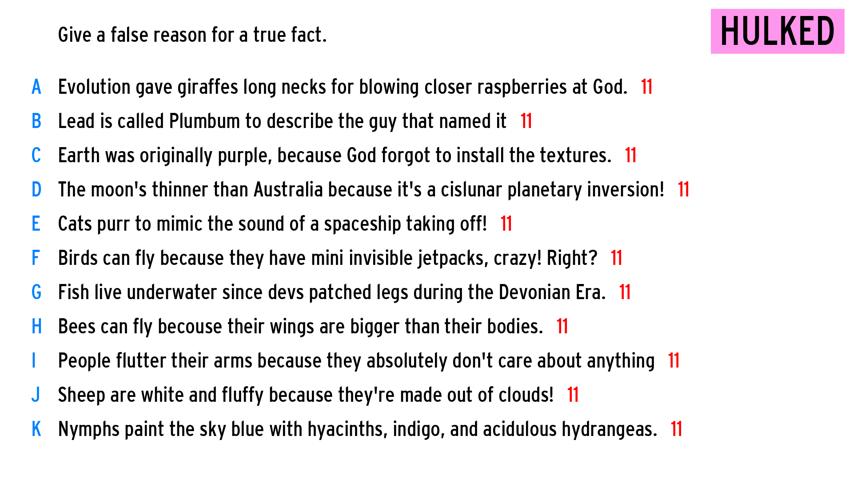 Give a false reason for a true fact.
HULKED
A Evolution gave giraffes long necks for blowing closer raspberries at God. 11
B Lead is called Plumbum to describe the guy that named it 11
C Earth was originally purple, because God forgot to install the textures. 11
D The moon's thinner than Australia because it's a cislunar planetary inversion! 11
E Cats purr to mimic the sound of a spaceship taking off! 11
F Birds can fly because they have mini invisible jetpacks, crazy! Right? 11
G Fish live underwater since devs patched legs during the Devonian Era. 11
H Bees can fly becouse their wings are bigger than their bodies. 11
I People flutter their arms because they absolutely don't care about anything 11
J Sheep are white and fluffy because they're made out of clouds! 11
K Nymphs paint the sky blue with hyacinths, indigo, and acidulous hydrangeas. 11